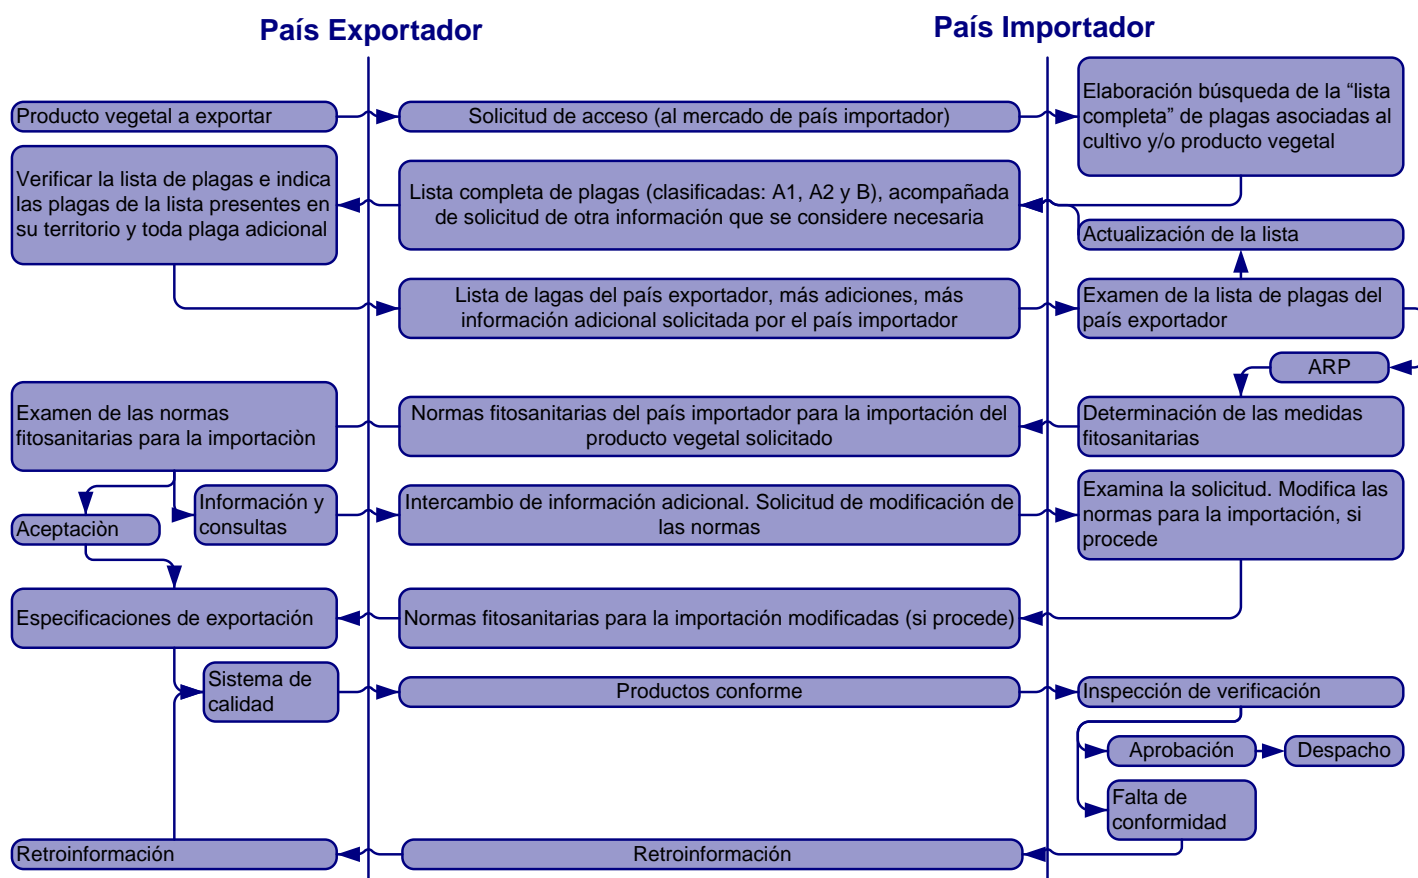 País Exportador
País Importador
Producto vegetal a exportar
Solicitud de acceso (al mercado de país importador)
Elaboración búsqueda de la “lista
completa” de plagas asociadas al
cultivo y/o producto vegetal
Verificar la lista de plagas e indica
las plagas de la lista presentes en
su territorio y toda plaga adicional
Lista completa de plagas (clasificadas: A1, A2 y B), acompañada
de solicitud de otra información que se considere necesaria
Actualización de la lista
Lista de lagas del país exportador, más adiciones, más
información adicional solicitada por el país importador
Examen de la lista de plagas del
país exportador
ARP
Examen de las normas
fitosanitarias para la importaciòn
Normas fitosanitarias del país importador para la importación del
producto vegetal solicitado
Determinación de las medidas
fitosanitarias
Aceptaciòn
Información y
consultas
Intercambio de información adicional. Solicitud de modificación de
las normas
Examina la solicitud. Modifica las
normas para la importación, si
procede
Especificaciones de exportación
Normas fitosanitarias para la importación modificadas (si procede)
Sistema de
calidad
Productos conforme
Inspección de verificación
Aprobación
Despacho
Falta de
conformidad
Retroinformación
Retroinformación